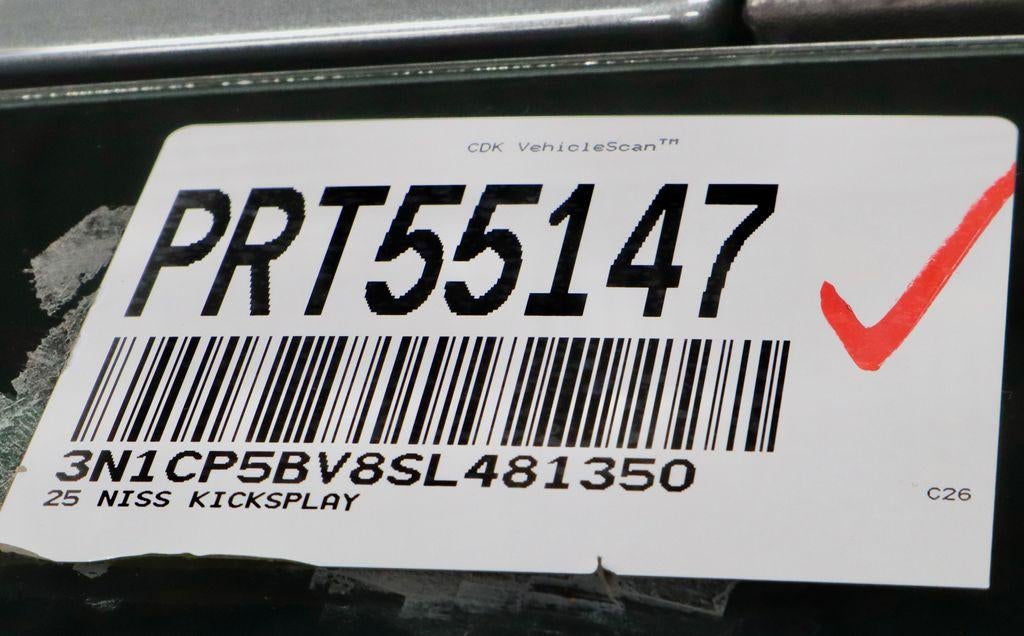 CDK VehicleScan™
PRT55147
3N1CP5BV8SL481350
25 NISS KICKSPLAY
C26